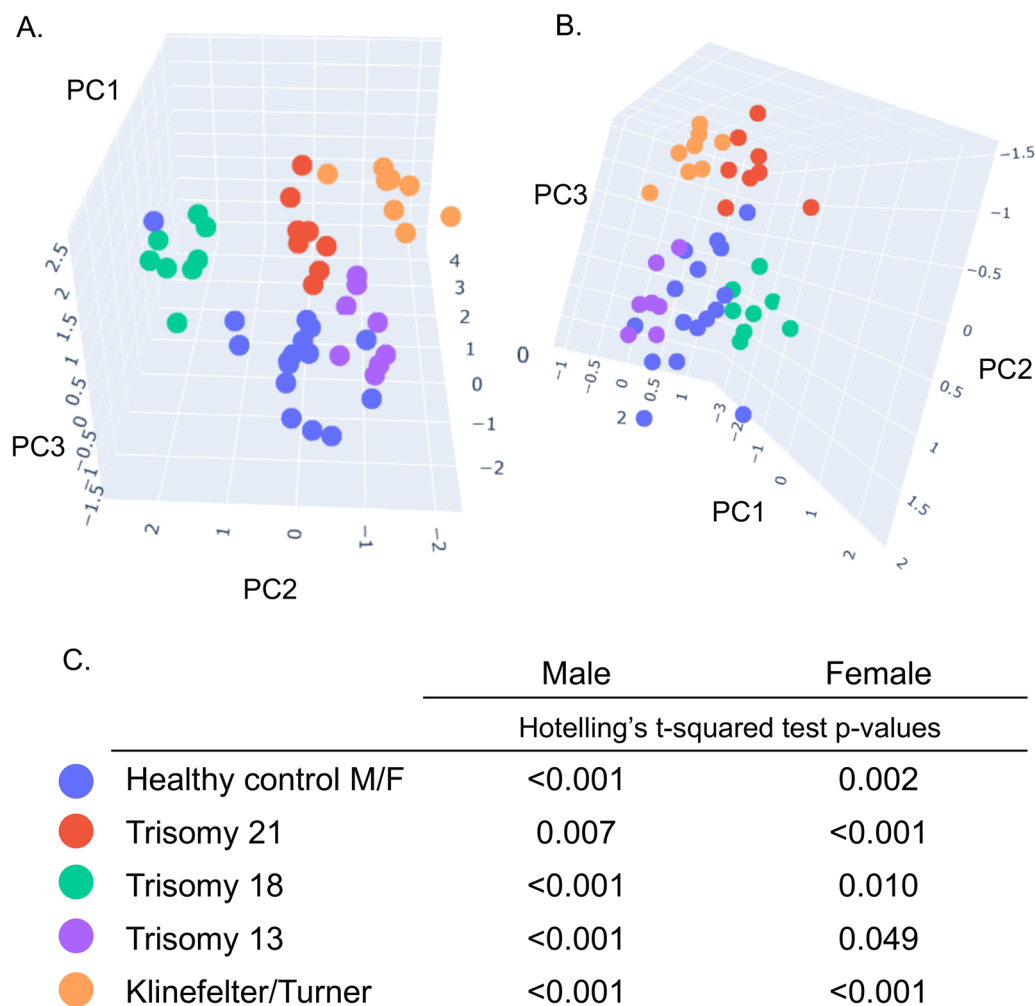 A.
PC1
2.5
2
1.5
1
0.5
0
−0.5
−1
−1.5
PC3
4
3
2
1
0
−1
−2
2
1
0
−1
−2
PC2
B.
PC3
−1.5
−1
−0.5
0
PC2
0.5
1
1.5
2
0
2
−1
−0.5
0
0.5
1
−3
−2
−1
0
1
2
PC1
C.
Male Female
Hotelling's t-squared test p-values
Healthy control M/F <0.001 0.002
Trisomy 21 0.007 <0.001
Trisomy 18 <0.001 0.010
Trisomy 13 <0.001 0.049
Klinefelter/Turner <0.001 <0.001